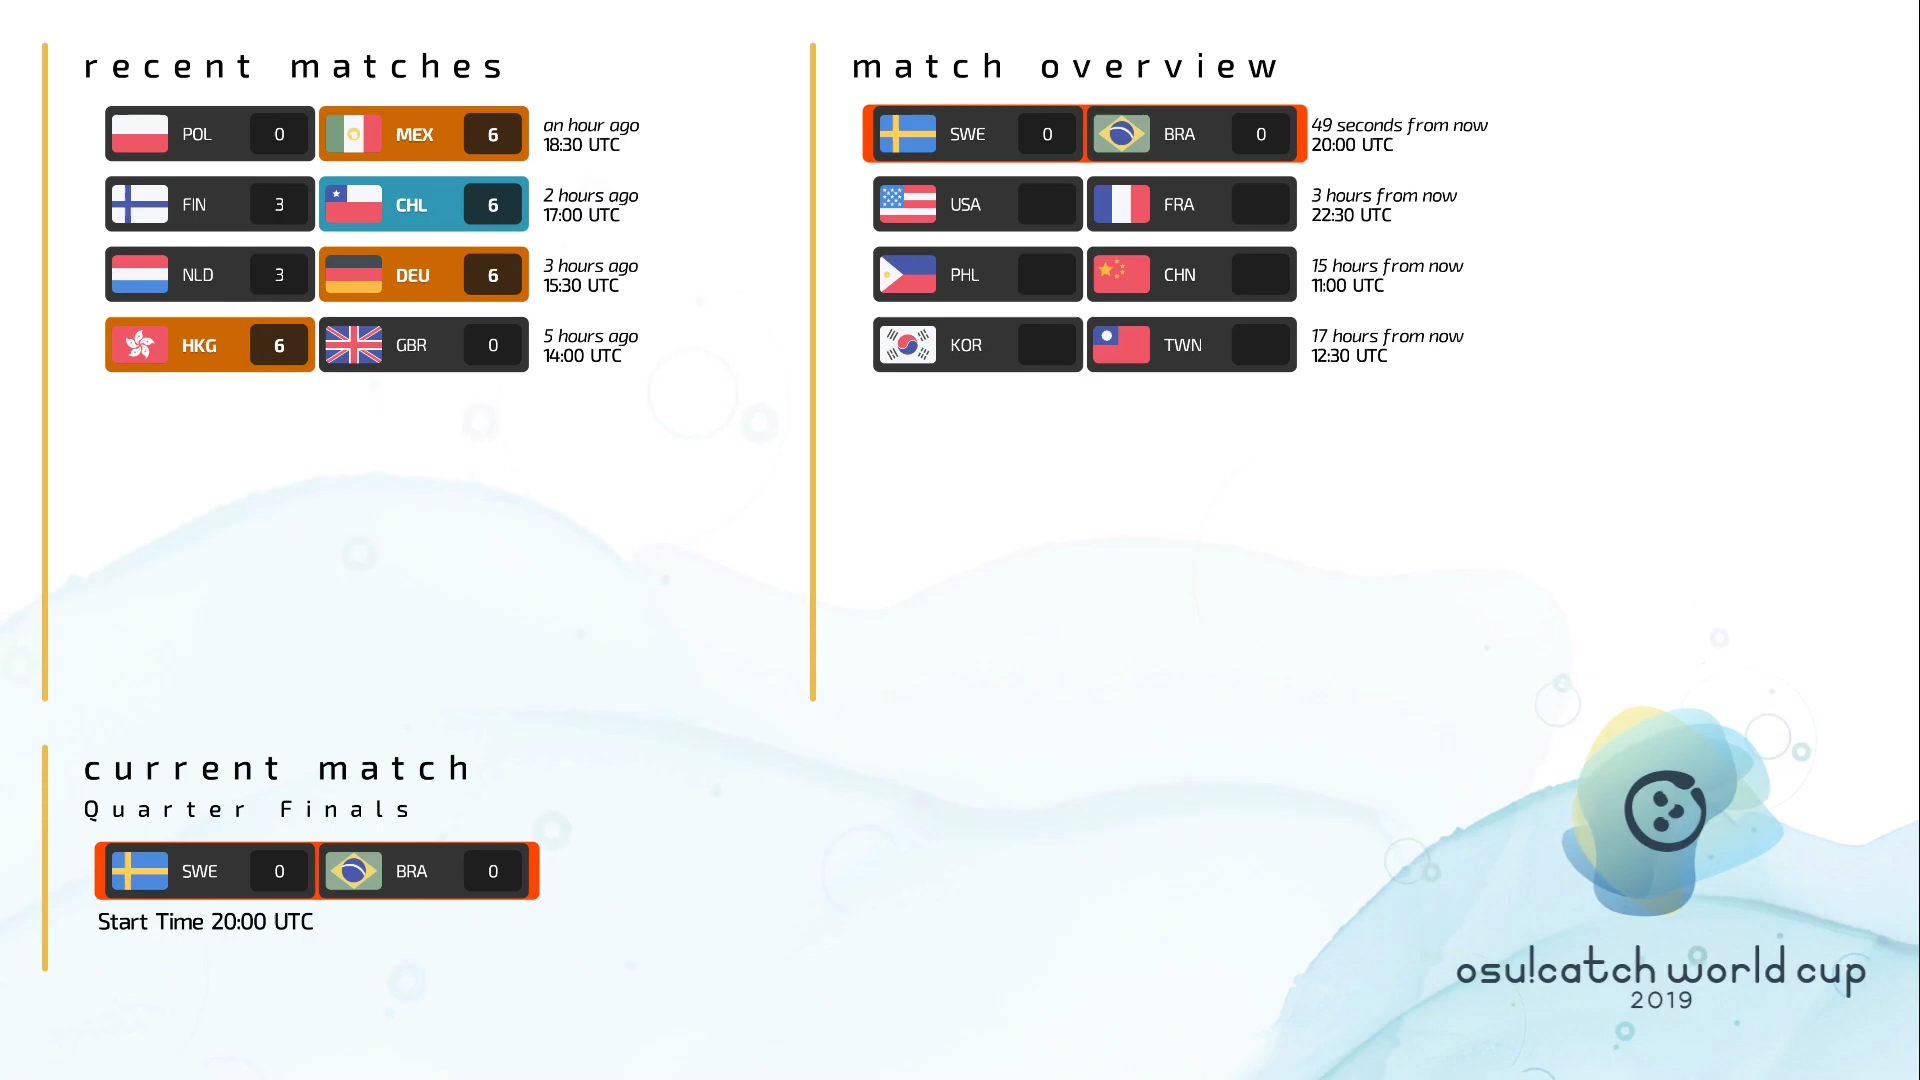 recent matches
POL 0 MEX 6 an hour ago
18:30 UTC
FIN 3 CHL 6 2 hours ago
17:00 UTC
NLD 3 DEU 6 3 hours ago
15:30 UTC
HKG 6 GBR 0 5 hours ago
14:00 UTC
match overview
SWE 0 BRA 0 49 seconds from now
20:00 UTC
USA FRA 3 hours from now
22:30 UTC
PHL CHN 15 hours from now
11:00 UTC
KOR TWN 17 hours from now
12:30 UTC
current match
Quarter Finals
SWE 0 BRA 0
Start Time 20:00 UTC
osu!catch world cup
2019